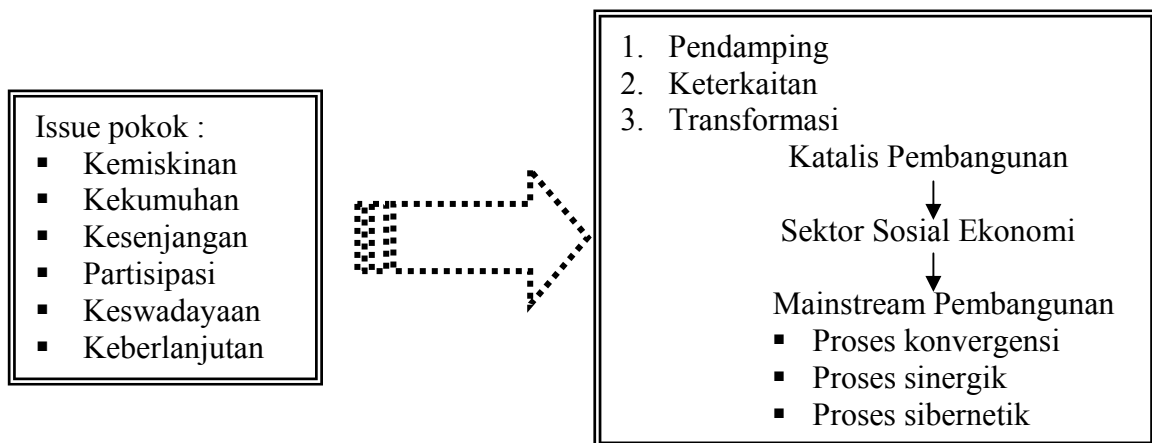 Issue pokok :
▪ Kemiskinan
▪ Kekumuhan
▪ Kesenjangan
▪ Partisipasi
▪ Keswadayaan
▪ Keberlanjutan
1. Pendamping
2. Keterkaitan
3. Transformasi
Katalis Pembangunan
Sektor Sosial Ekonomi
Mainstream Pembangunan
▪ Proses konvergensi
▪ Proses sinergik
▪ Proses sibernetik